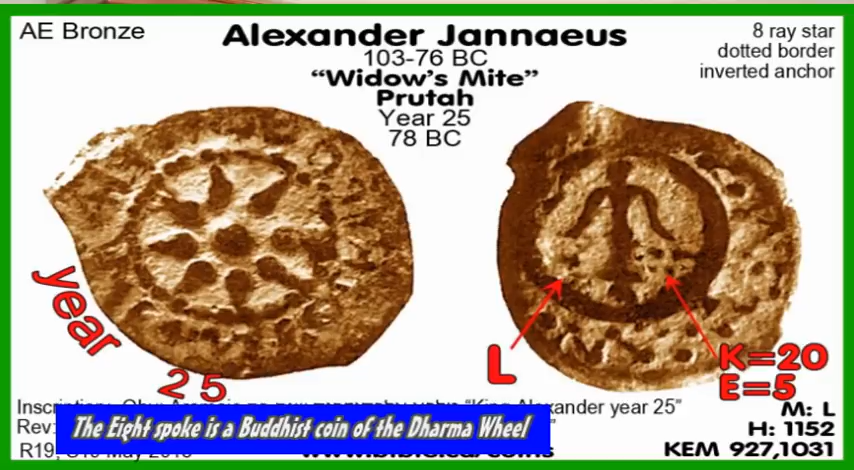 AE Bronze
Alexander Jannaeus
103-76 BC
“Widow's Mite”
Prutah
Year 25
78 BC
8 ray star
dotted border
inverted anchor
year
25
L
K=20
E=5
"King Alexander year 25"
Rev:
The Eight spoke is a Buddhist coin of the Dharma Wheel
R19,
M: L
H: 1152
KEM 927,1031